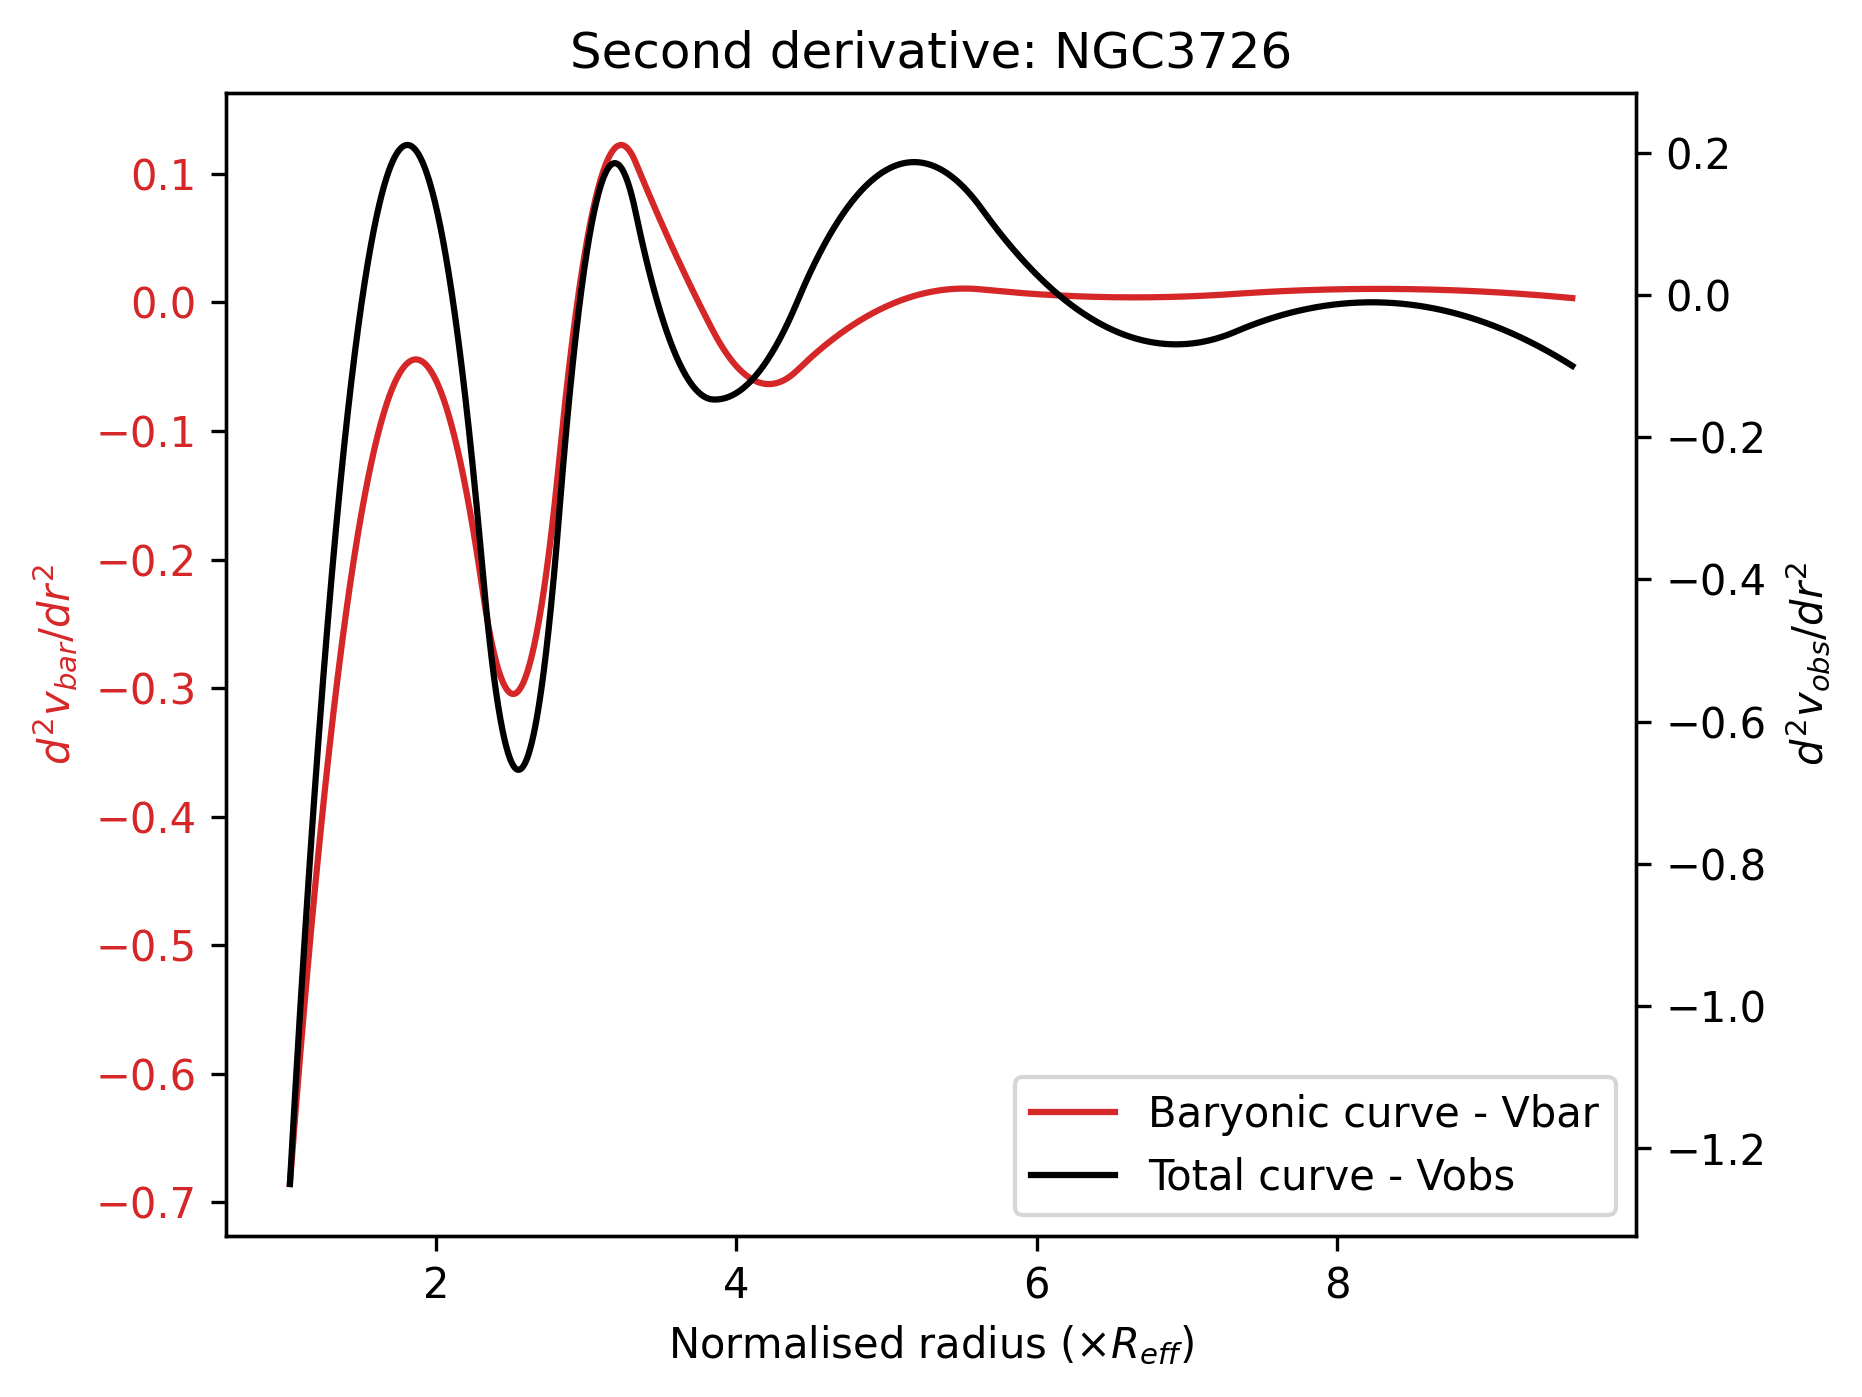 Second derivative: NGC3726
0.1
0.0
−0.1
−0.2
−0.3
−0.4
−0.5
−0.6
−0.7
d²v_bar/dr²
0.2
0.0
−0.2
−0.4
−0.6
−0.8
−1.0
−1.2
d²v_obs/dr²
Baryonic curve - Vbar
Total curve - Vobs
2 4 6 8
Normalised radius (×R_eff)